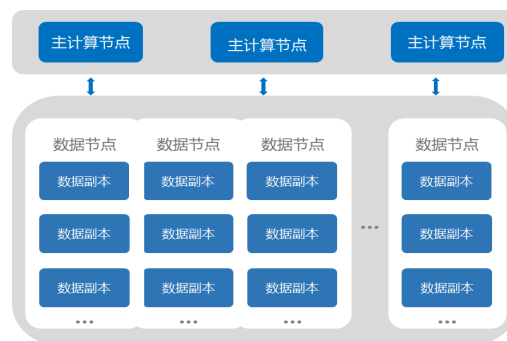 主计算节点 主计算节点 主计算节点
数据节点 数据节点 数据节点 数据节点
数据副本 数据副本 数据副本 数据副本
数据副本 数据副本 数据副本 ... 数据副本
数据副本 数据副本 数据副本 数据副本
... ... ... ...